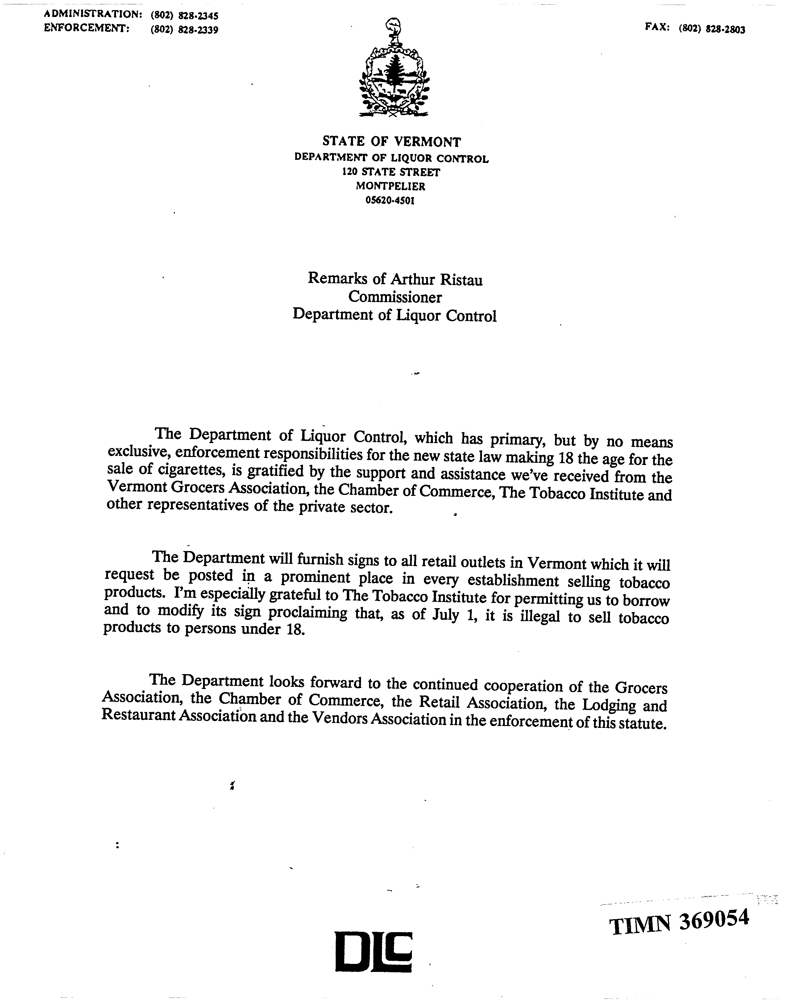 ADMINISTRATION: (802) 828-2345
ENFORCEMENT: (802) 828-2339
FAX: (802) 828-2803
STATE OF VERMONT
DEPARTMENT OF LIQUOR CONTROL
120 STATE STREET
MONTPELIER
05620-4501
Remarks of Arthur Ristau
Commissioner
Department of Liquor Control
The Department of Liquor Control, which has primary, but by no means
exclusive, enforcement responsibilities for the new state law making 18 the age for the
sale of cigarettes, is gratified by the support and assistance we've received from the
Vermont Grocers Association, the Chamber of Commerce, The Tobacco Institute and
other representatives of the private sector.
The Department will furnish signs to all retail outlets in Vermont which it will
request be posted in a prominent place in every establishment selling tobacco
products. I'm especially grateful to The Tobacco Institute for permitting us to borrow
and to modify its sign proclaiming that, as of July 1, it is illegal to sell tobacco
products to persons under 18.
The Department looks forward to the continued cooperation of the Grocers
Association, the Chamber of Commerce, the Retail Association, the Lodging and
Restaurant Association and the Vendors Association in the enforcement of this statute.
TIMN 369054
DLC